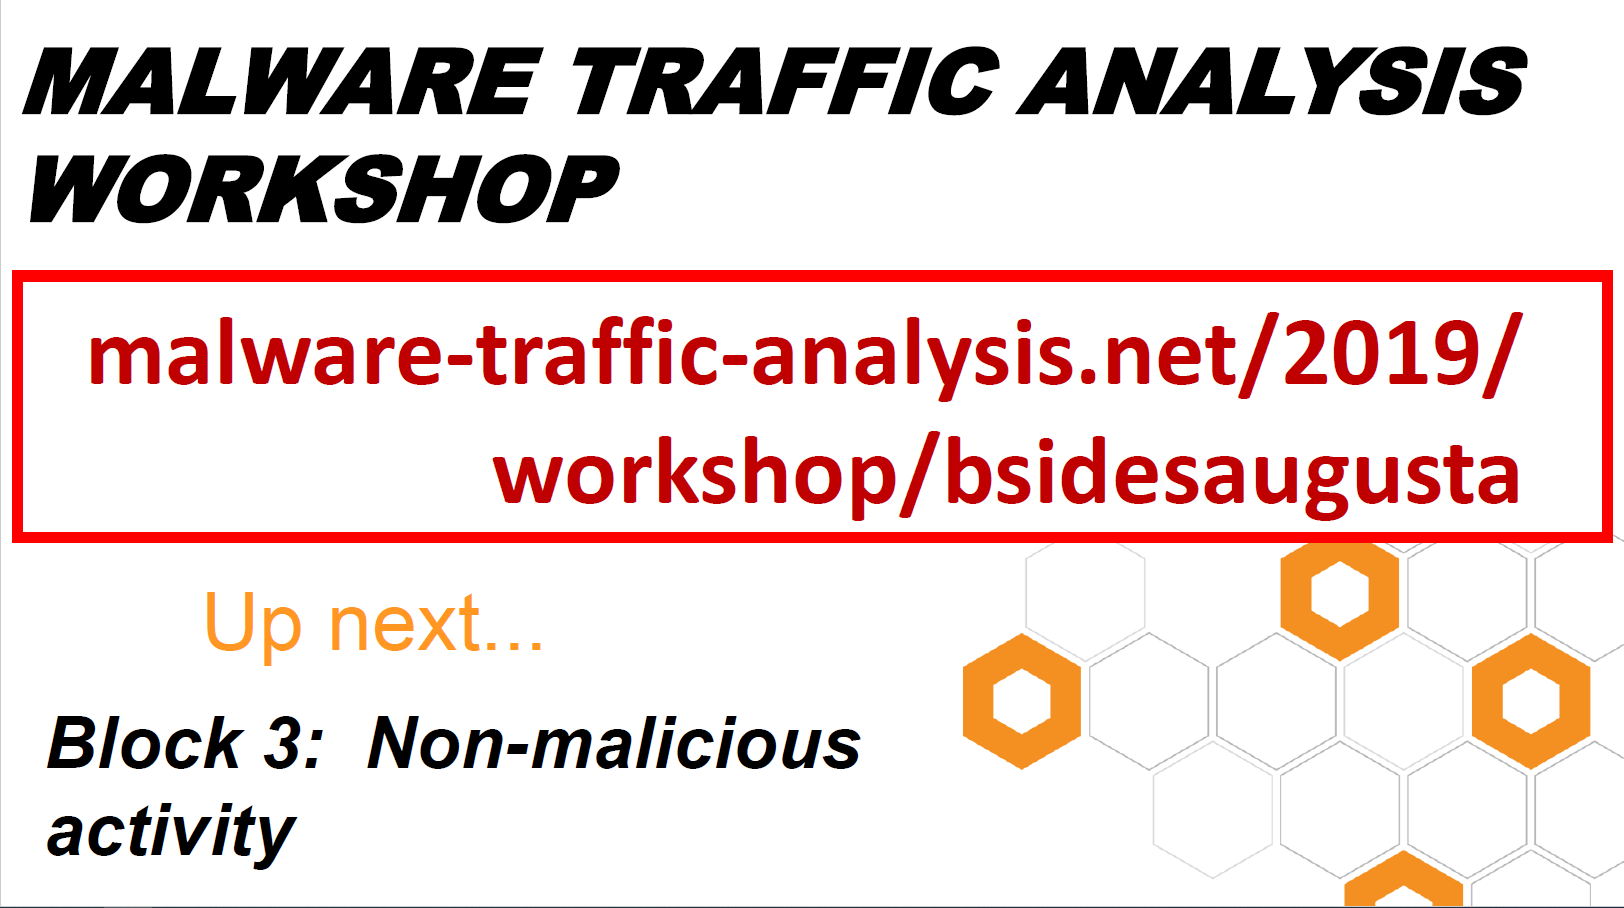 MALWARE TRAFFIC ANALYSIS
WORKSHOP
malware-traffic-analysis.net/2019/
workshop/bsidesaugusta
Up next...
Block 3:  Non-malicious
activity